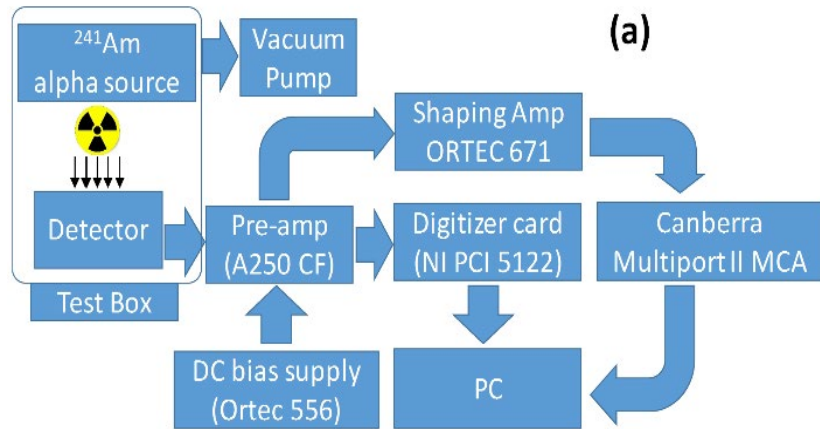 (a)
²⁴¹Am
alpha source
Vacuum
Pump
Shaping Amp
ORTEC 671
Detector
Pre-amp
(A250 CF)
Digitizer card
(NI PCI 5122)
Canberra
Multiport II MCA
Test Box
DC bias supply
(Ortec 556)
PC